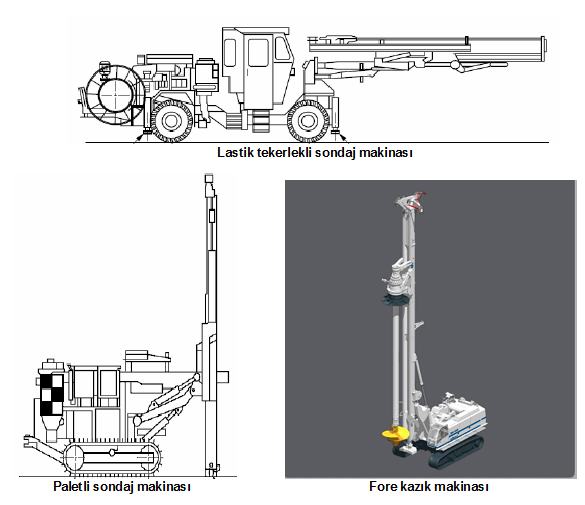 Lastik tekerlekli sondaj makinası
Paletli sondaj makinası
Fore kazık makinası